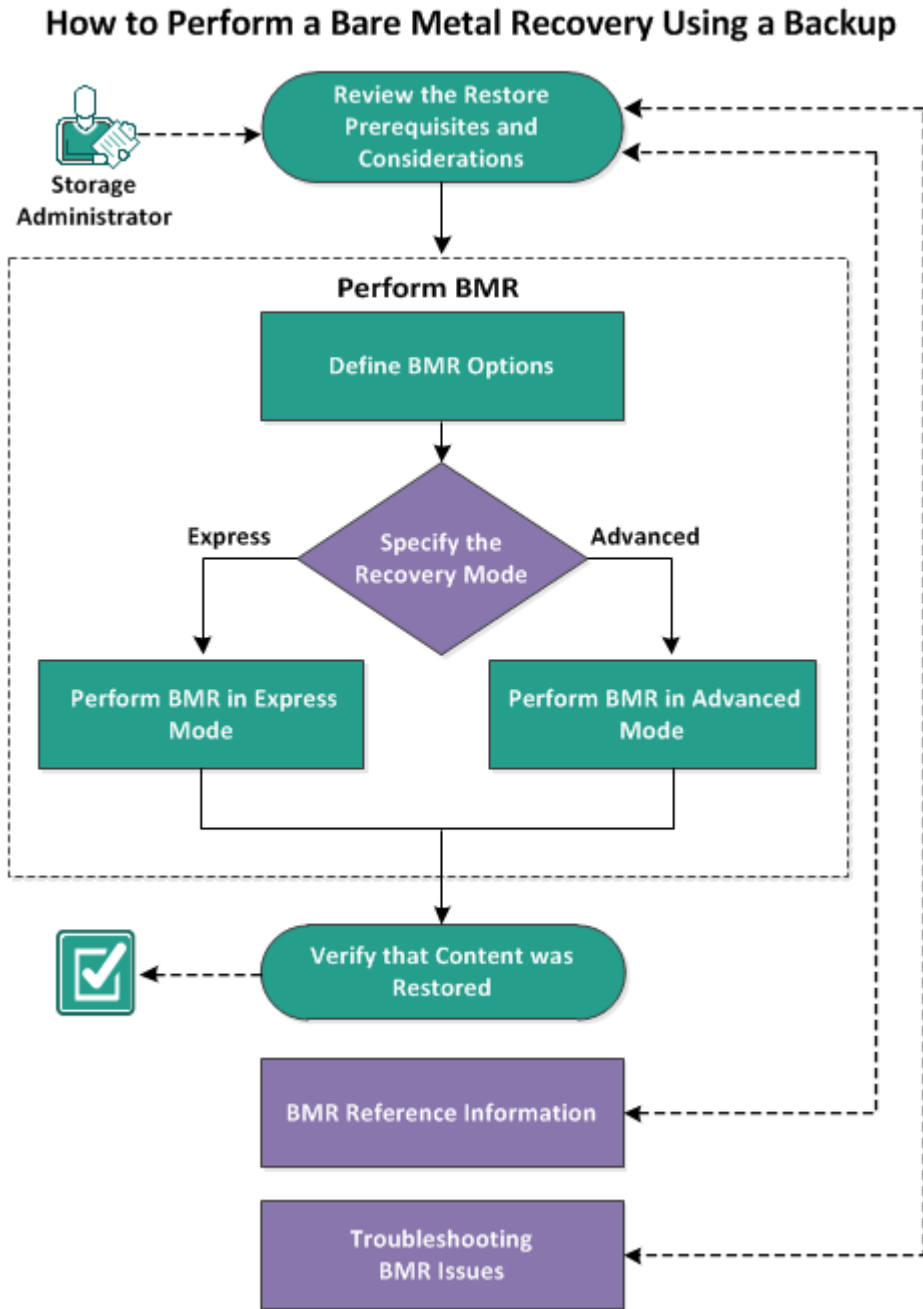 How to Perform a Bare Metal Recovery Using a Backup
Review the Restore
Prerequisites and
Considerations
Storage
Administrator
Perform BMR
Define BMR Options
Express
Specify the
Recovery Mode
Advanced
Perform BMR in Express
Mode
Perform BMR in Advanced
Mode
Verify that Content was
Restored
BMR Reference Information
Troubleshooting
BMR Issues